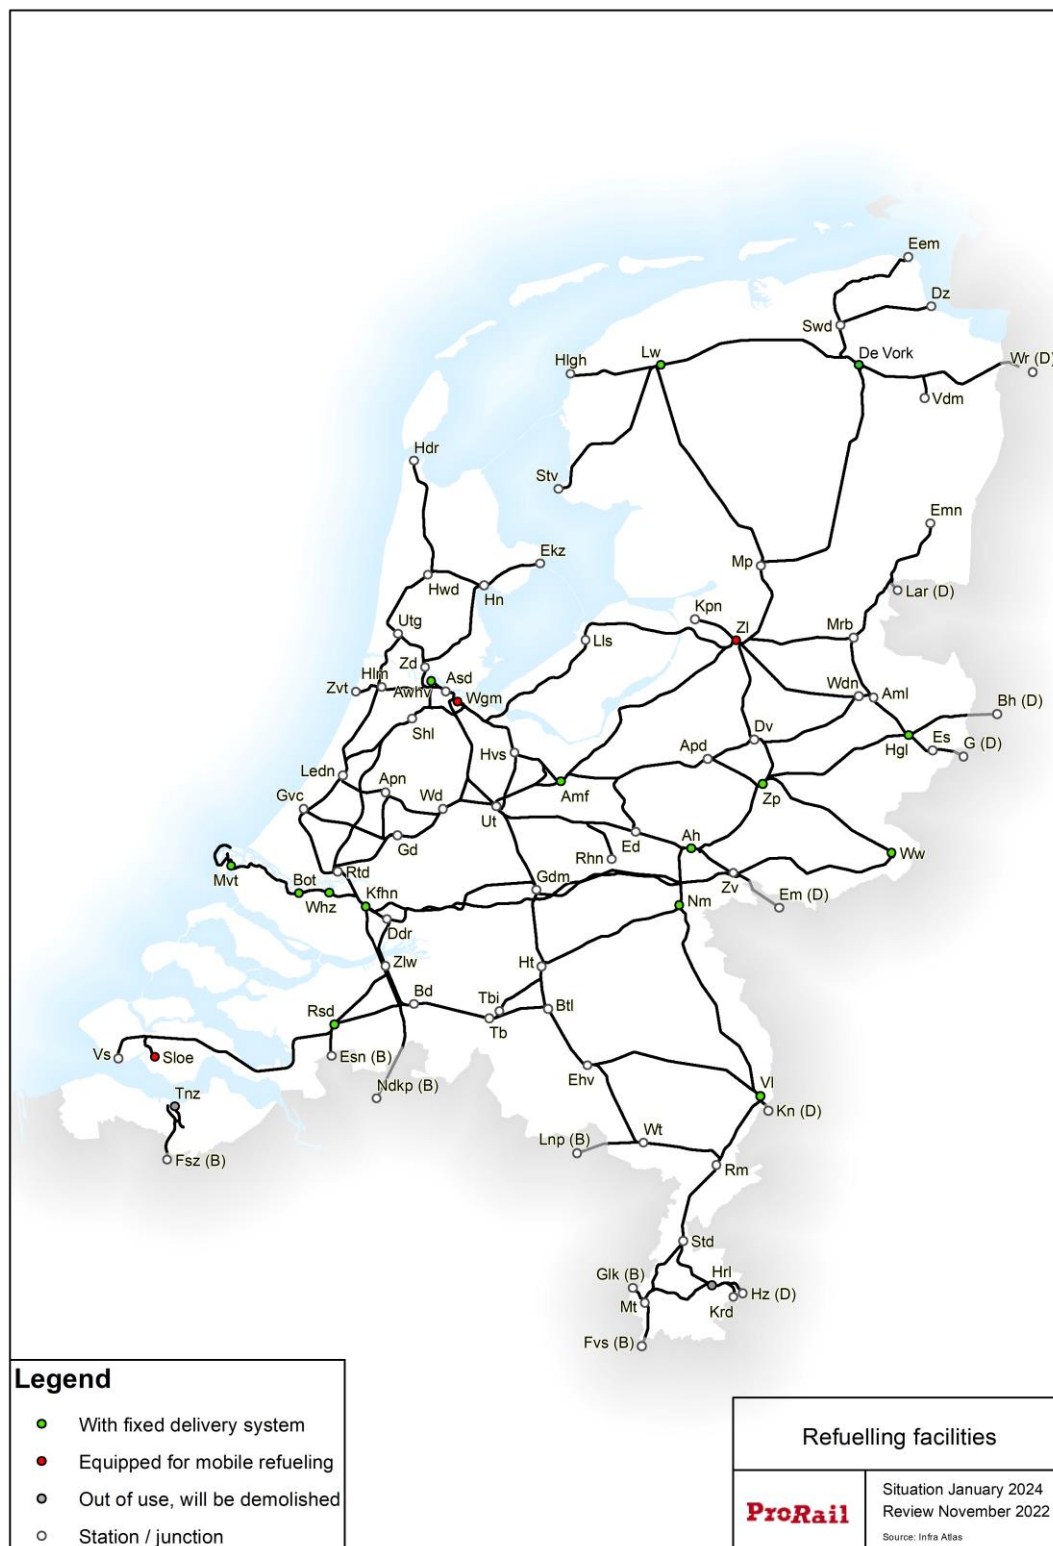 Eem
Dz
Swd
De Vork
Wr (D)
Lw
Hlgh
Vdm
Hdr
Stv
Emn
Ekz
Mp
Hwd
Hn
Lar (D)
Kpn
Zl
Mrb
Utg
Lls
Zd
Hlm
Asd
Zvt
Awhv
Wgm
Wdn
Aml
Bh (D)
Shl
Dv
Hgl
Es
G (D)
Hvs
Apd
Ledn
Apn
Gvc
Wd
Amf
Zp
Ut
Gd
Ed
Ah
Ww
Rhn
Mvt
Rtd
Bot
Whz
Kfhn
Gdm
Zv
Em (D)
Nm
Ddr
Zlw
Ht
Bd
Tbi
Btl
Rsd
Tb
Vs
Sloe
Esn (B)
Ehv
Ndkp (B)
Tnz
Vl
Kn (D)
Fsz (B)
Lnp (B)
Wt
Rm
Std
Glk (B)
Hrl
Hz (D)
Mt
Krd
Fvs (B)
Legend
With fixed delivery system
Equipped for mobile refueling
Out of use, will be demolished
Station / junction
Refuelling facilities
ProRail
Situation January 2024
Review November 2022
Source: Infra Atlas